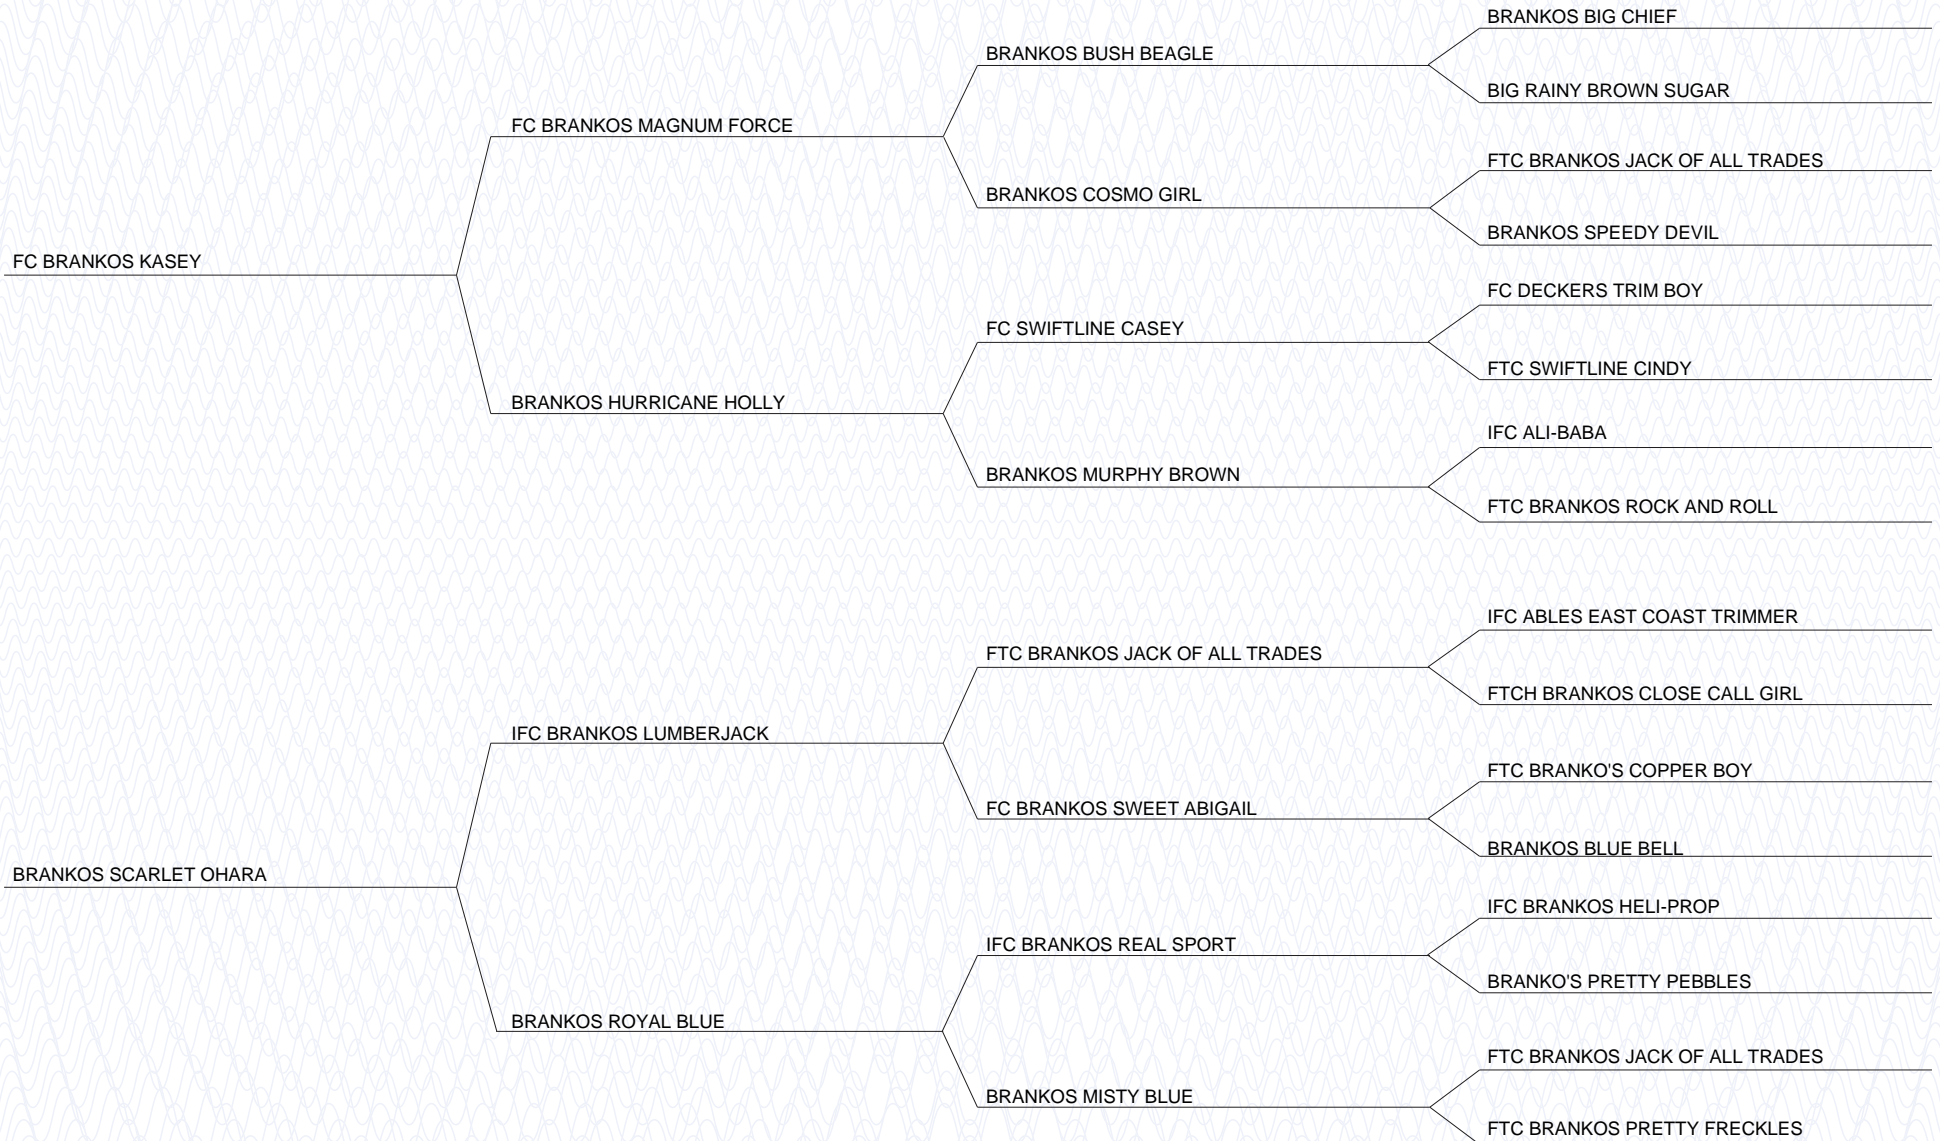 BRANKOS BIG CHIEF
BRANKOS BUSH BEAGLE
BIG RAINY BROWN SUGAR
FC BRANKOS MAGNUM FORCE
FTC BRANKOS JACK OF ALL TRADES
BRANKOS COSMO GIRL
BRANKOS SPEEDY DEVIL
FC BRANKOS KASEY
FC DECKERS TRIM BOY
FC SWIFTLINE CASEY
FTC SWIFTLINE CINDY
BRANKOS HURRICANE HOLLY
IFC ALI-BABA
BRANKOS MURPHY BROWN
FTC BRANKOS ROCK AND ROLL
IFC ABLES EAST COAST TRIMMER
FTC BRANKOS JACK OF ALL TRADES
FTCH BRANKOS CLOSE CALL GIRL
IFC BRANKOS LUMBERJACK
FTC BRANKO'S COPPER BOY
FC BRANKOS SWEET ABIGAIL
BRANKOS BLUE BELL
BRANKOS SCARLET OHARA
IFC BRANKOS HELI-PROP
IFC BRANKOS REAL SPORT
BRANKO'S PRETTY PEBBLES
BRANKOS ROYAL BLUE
FTC BRANKOS JACK OF ALL TRADES
BRANKOS MISTY BLUE
FTC BRANKOS PRETTY FRECKLES